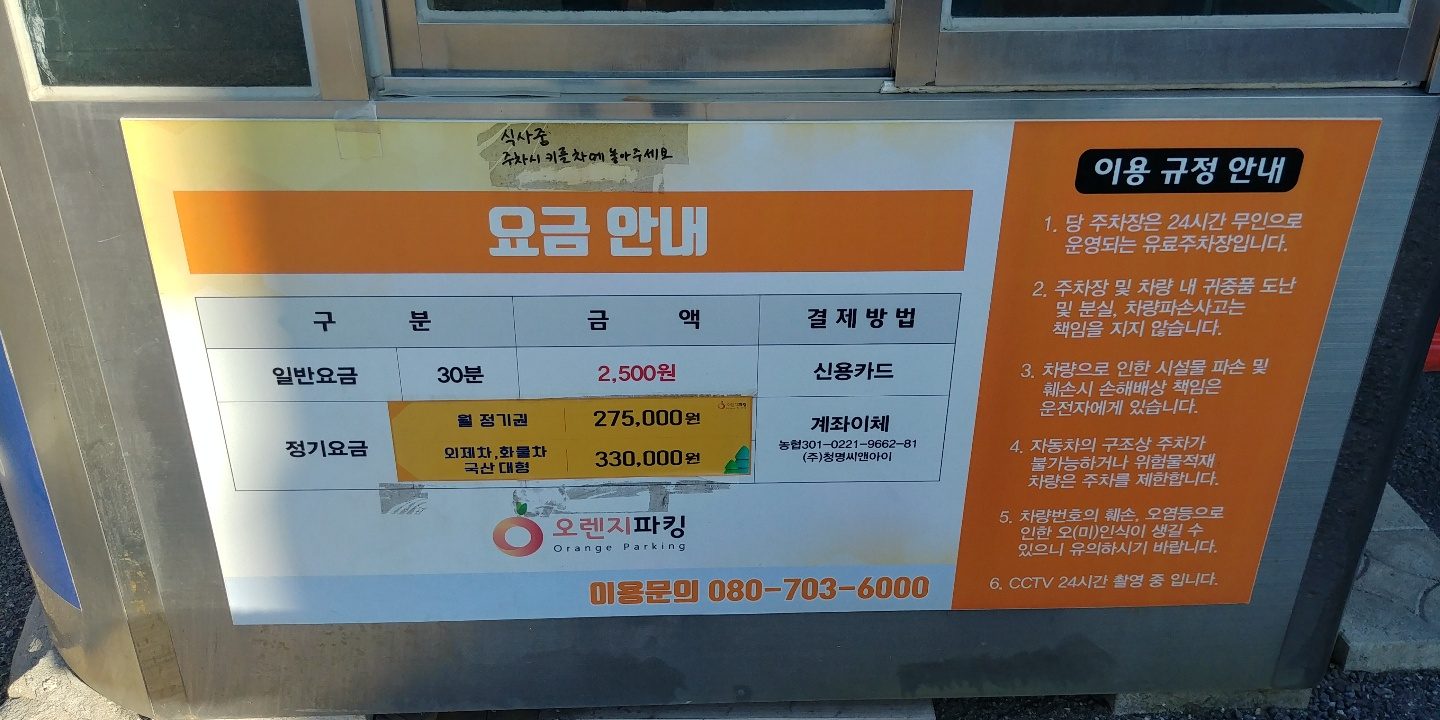 식사중
주차시 키를 차에 놓아주세요
요금 안내
구 분 금 액 결제방법
일반요금 30분 2,500원 신용카드
정기요금
월 정기권 275,000원
외제차,화물차
국산 대형 330,000원
계좌이체
농협301-0221-9662-81
(주)청명씨앤아이
오렌지파킹
Orange Parking
이용문의 080-703-6000
이용 규정 안내
1. 당 주차장은 24시간 무인으로
운영되는 유료주차장입니다.
2. 주차장 및 차량 내 귀중품 도난
및 분실, 차량파손사고는
책임을 지지 않습니다.
3. 차량으로 인한 시설물 파손 및
훼손시 손해배상 책임은
운전자에게 있습니다.
4. 자동차의 구조상 주차가
불가능하거나 위험물적재
차량은 주차를 제한합니다.
5. 차량번호의 훼손, 오염등으로
인한 오(미)인식이 생길 수
있으니 유의하시기 바랍니다.
6. CCTV 24시간 촬영 중 입니다.